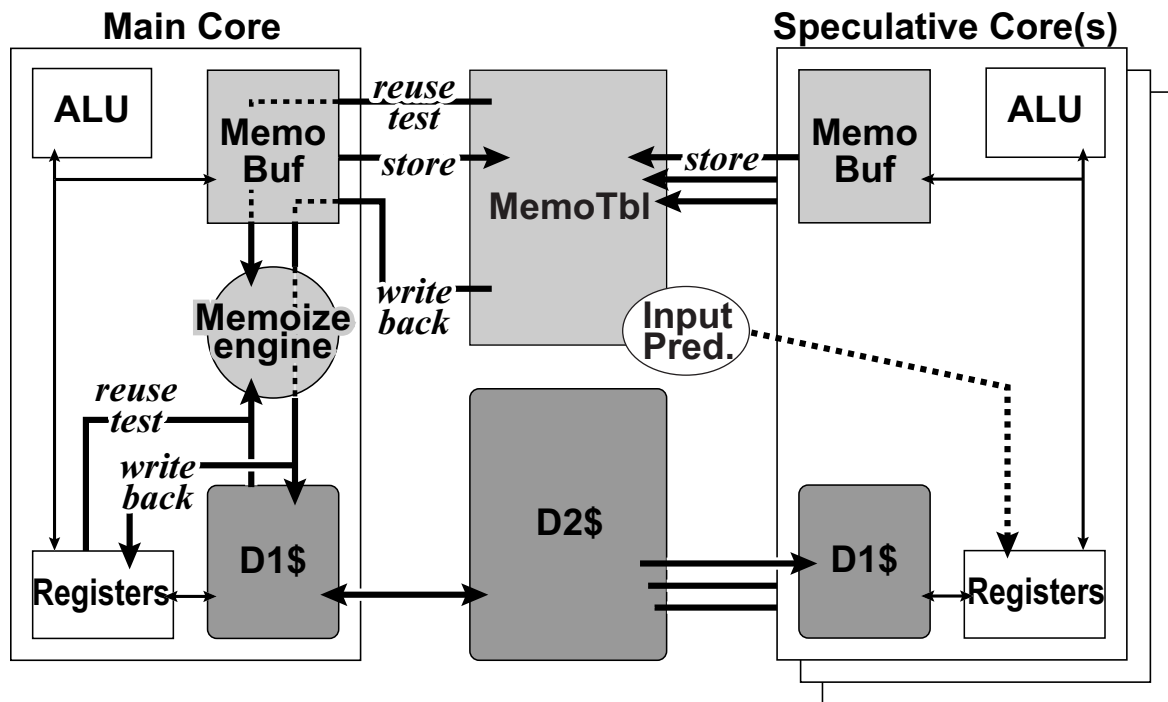 Main Core
Speculative Core(s)
ALU
Memo
Buf
reuse
test
store
MemoTbl
write
back
store
Memo
Buf
ALU
Memoize
engine
Input
Pred.
reuse
test
write
back
D1$
Registers
D2$
D1$
Registers